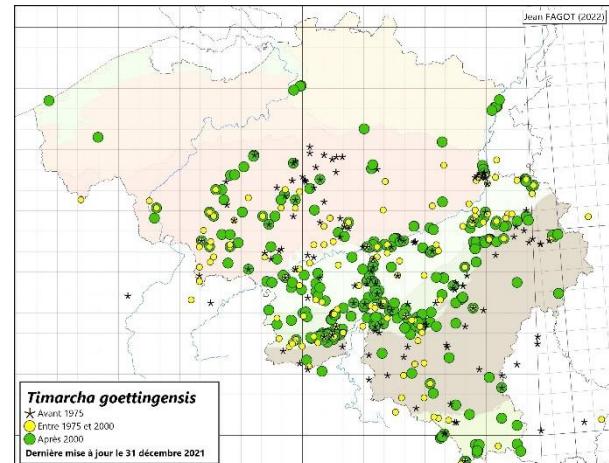 Jean FAGOT (2022)
Timarcha goettingensis
Avant 1975
Entre 1975 et 2000
Après 2000
Dernière mise à jour le 31 décembre 2021